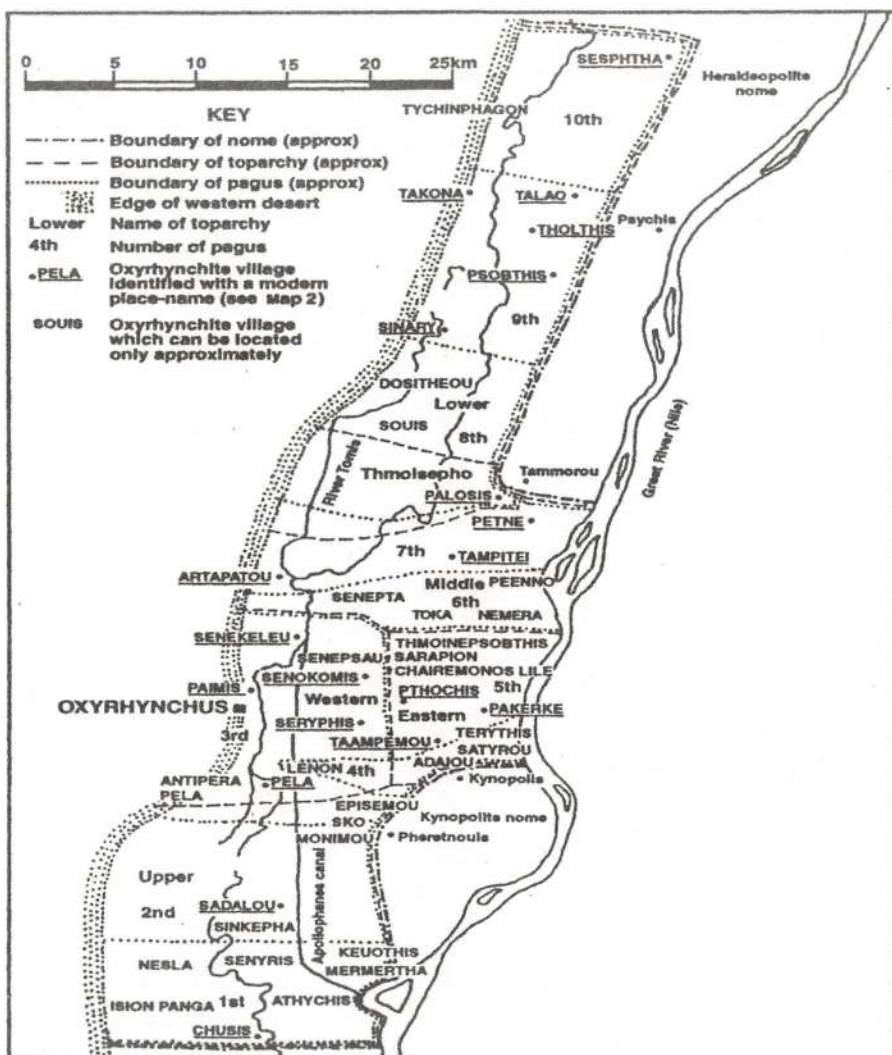 0 5 10 15 20 25km
KEY
Boundary of nome (approx)
Boundary of toparchy (approx)
Boundary of pagus (approx)
Edge of western desert
Lower Name of toparchy
4th Number of pagus
•PELA Oxyrhynchite village
identified with a modern
place-name (see Map 2)
SOUIS Oxyrhynchite village
which can be located
only approximately
SESPHTHA
Herakleopolite
nome
TYCHINPHAGON
10th
TAKONA
TALAO
THOLTHIS
Psychis
PSOBTHIS
9th
SINARY
DOSITHEOU
Lower
SOUIS
8th
River Tomis
Great River (Nile)
Thmoisepho
Tammorou
PALOSIS
PETNE
7th
TAMPITEI
ARTAPATOU
Middle
PEENNO
SENEPTA
6th
TOKA NEMERA
SENEKELEU
THMOINEPSOBTHIS
SENEPSAU
SARAPION
CHAIREMONOS LILE
SENOKOMIS
5th
PAIMIS
Western
PTHOCHIS
OXYRHYNCHUS
PAKERKE
Eastern
SERYPHIS
3rd
TERYTHIS
TAAMPEMOU
SATYROU
ADAIOU
LENON
4th
ANTIPERA
PELA
PELA
Kynopolis
EPISEMOU
Kynopolite nome
SKO
MONIMOU
Pheretnouis
Upper
Apollophanes canal
2nd
SADALOU
SINKEPHA
KEUOTHIS
NESLA
SENYRIS
MERMERTHA
ISION PANGA
1st
ATHYCHIS
CHUSIS